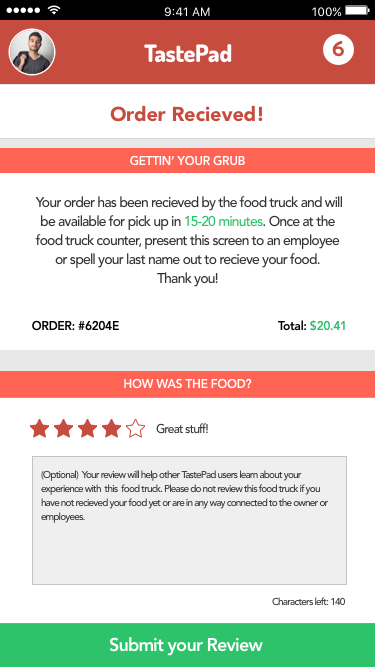 9:41 AM 100%
TastePad 6
Order Recieved!
GETTIN' YOUR GRUB
Your order has been recieved by the food truck and will
be available for pick up in 15-20 minutes. Once at the
food truck counter, present this screen to an employee
or spell your last name out to recieve your food.
Thank you!
ORDER: #6204E Total: $20.41
HOW WAS THE FOOD?
Great stuff!
(Optional) Your review will help other TastePad users learn about your
experience with this food truck. Please do not review this food truck if you
have not recieved your food yet or are in any way connected to the owner or
employees.
Characters left: 140
Submit your Review